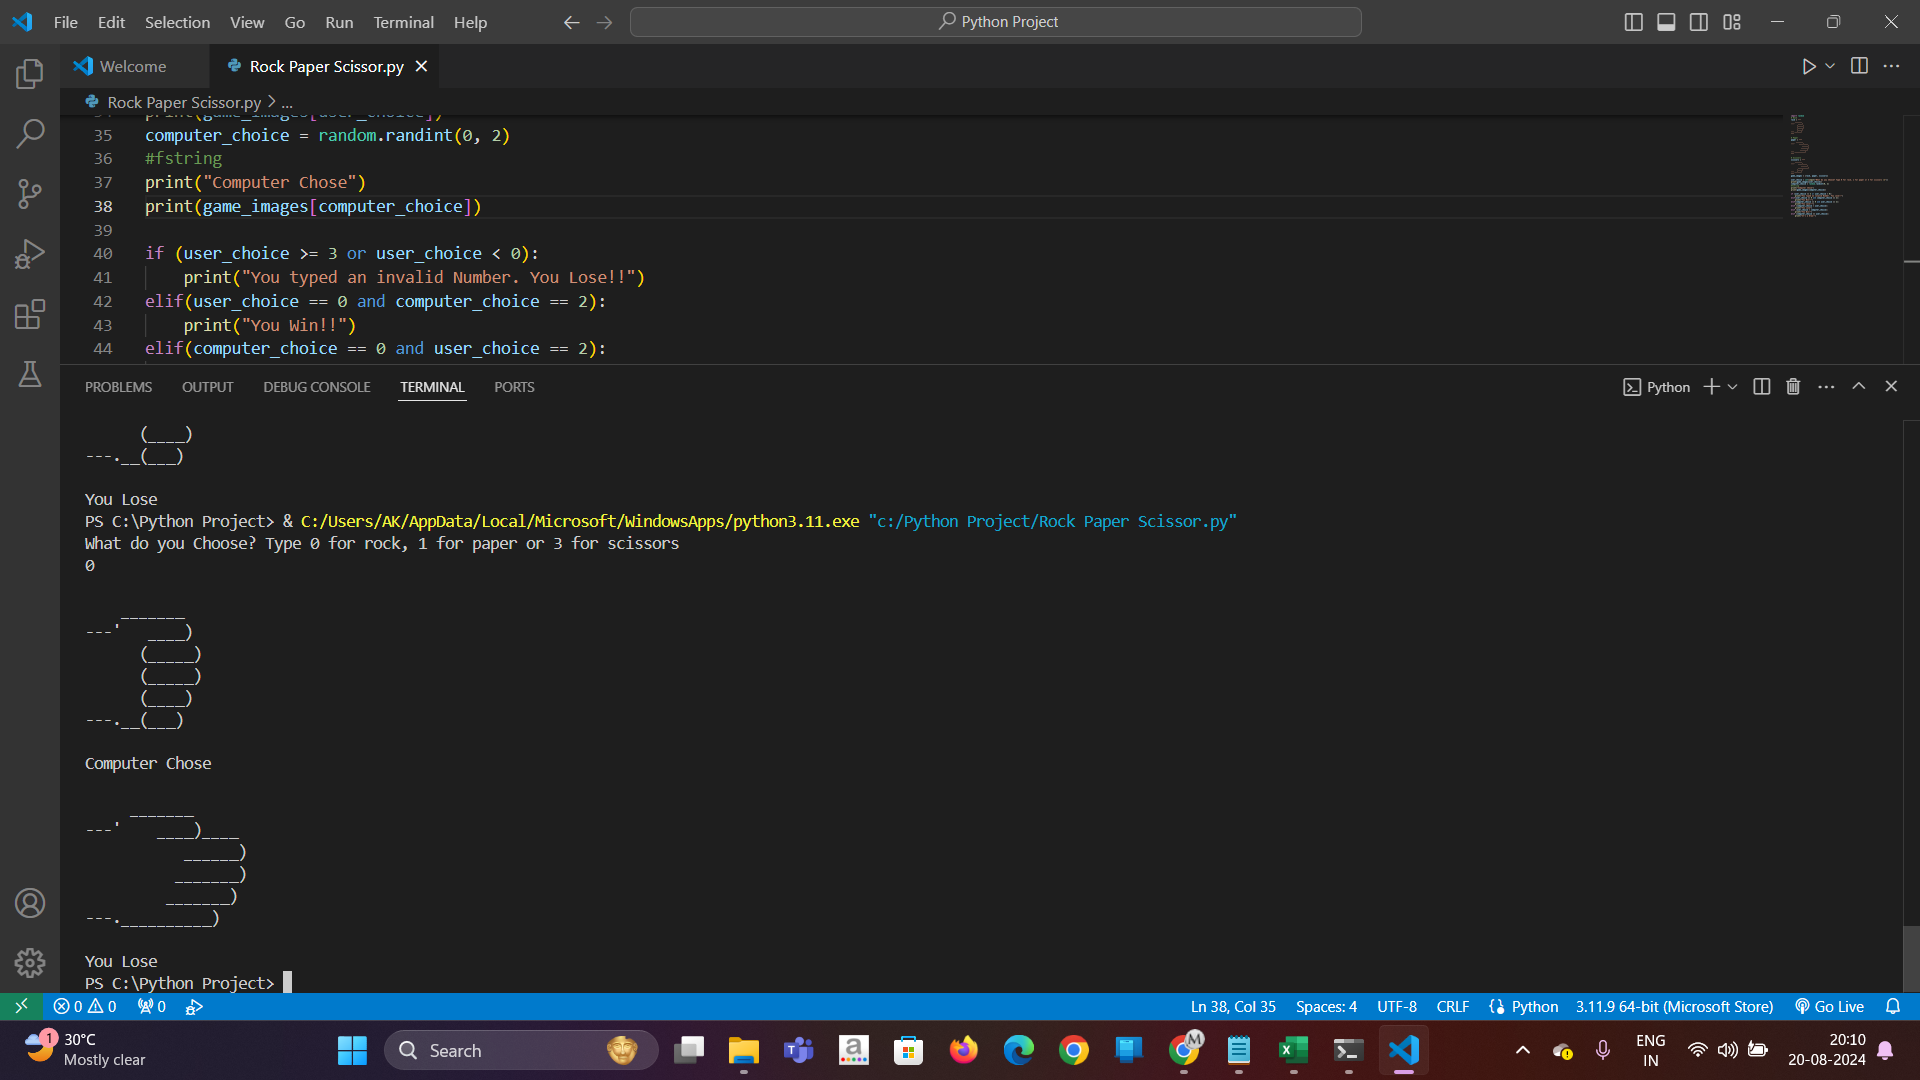 File Edit Selection View Go Run Terminal Help
Python Project
Welcome
Rock Paper Scissor.py
Rock Paper Scissor.py > ...
35 computer_choice = random.randint(0, 2)
36 #fstring
37 print("Computer Chose")
38 print(game_images[computer_choice])
39
40 if (user_choice >= 3 or user_choice < 0):
41 print("You typed an invalid Number. You Lose!!")
42 elif(user_choice == 0 and computer_choice == 2):
43 print("You Win!!")
44 elif(computer_choice == 0 and user_choice == 2):
PROBLEMS OUTPUT DEBUG CONSOLE TERMINAL PORTS
Python
      (____)
---.__(___)
You Lose
PS C:\Python Project> & C:/Users/AK/AppData/Local/Microsoft/WindowsApps/python3.11.exe "c:/Python Project/Rock Paper Scissor.py"
What do you Choose? Type 0 for rock, 1 for paper or 3 for scissors
0
    _______
---'   ____)
      (_____)
      (_____)
      (____)
---.__(___)
Computer Chose
     _______
---'    ____)____
           ______)
          _______)
         _______)
---.__________)
You Lose
PS C:\Python Project>
0 0 0
Ln 38, Col 35 Spaces: 4 UTF-8 CRLF Python 3.11.9 64-bit (Microsoft Store) Go Live
1
30°C
Mostly clear
Search
M
ENG
IN
20:10
20-08-2024